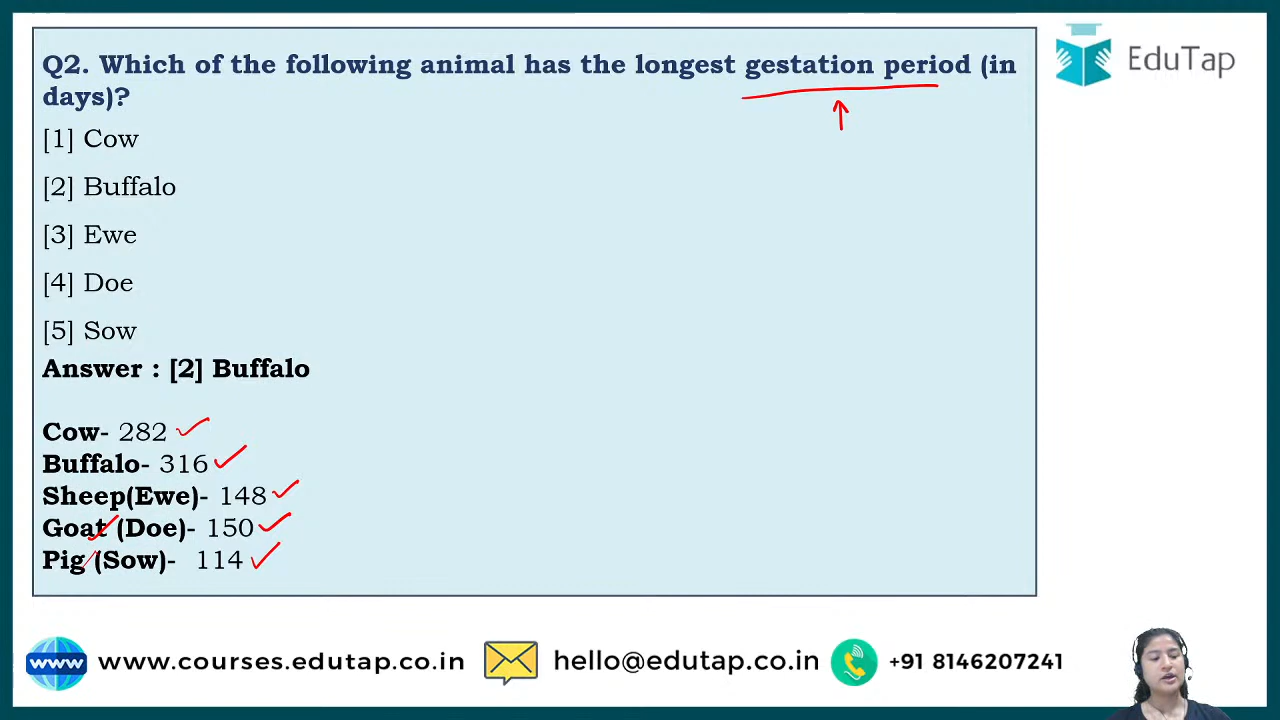 Q2. Which of the following animal has the longest gestation period (in
days)?
[1] Cow
[2] Buffalo
[3] Ewe
[4] Doe
[5] Sow
Answer : [2] Buffalo
Cow- 282
Buffalo- 316
Sheep(Ewe)- 148
Goat (Doe)- 150
Pig (Sow)- 114
EduTap
www www.courses.edutap.co.in
hello@edutap.co.in
+91 8146207241